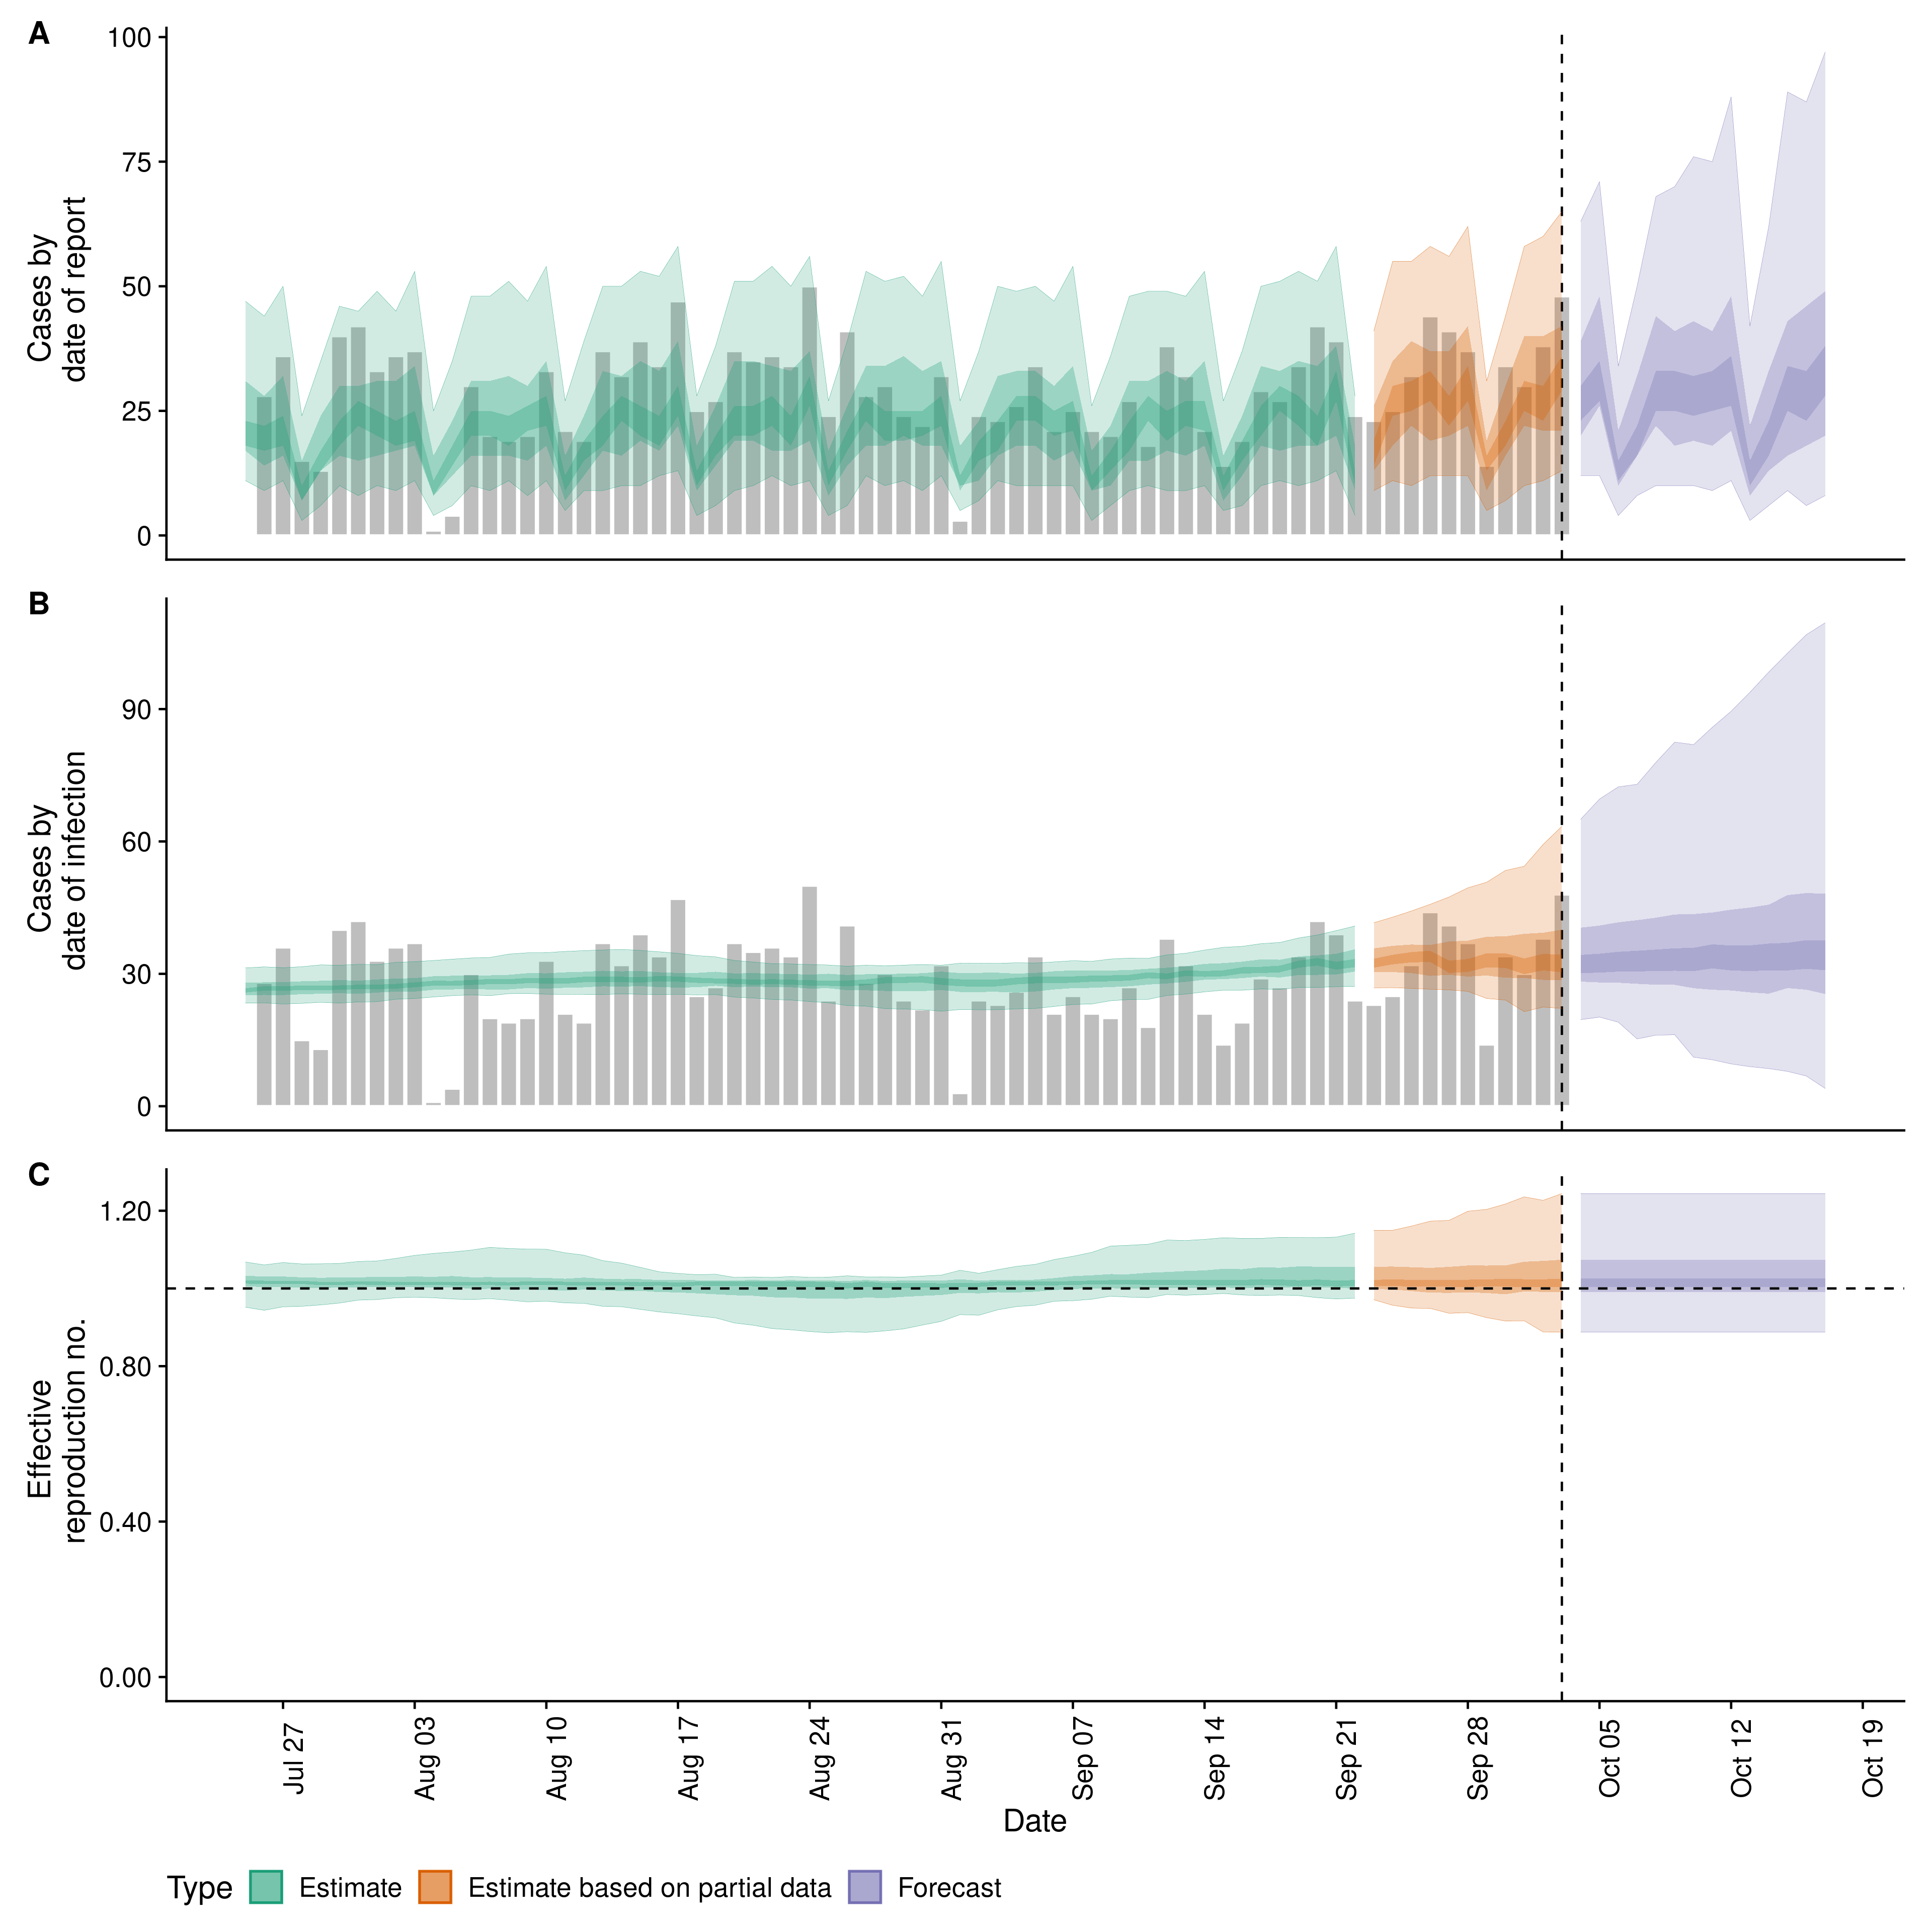 A
100
75
50
25
0
Cases by
date of report
B
90
60
30
0
Cases by
date of infection
C
1.20
0.80
0.40
0.00
Effective
reproduction no.
Jul 27
Aug 03
Aug 10
Aug 17
Aug 24
Aug 31
Sep 07
Sep 14
Sep 21
Sep 28
Oct 05
Oct 12
Oct 19
Date
Type Estimate Estimate based on partial data Forecast